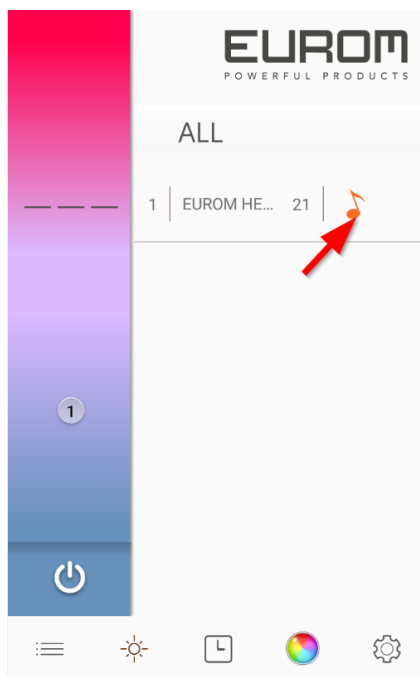 EUROM
POWERFUL PRODUCTS
ALL
1 EUROM HE... 21
1